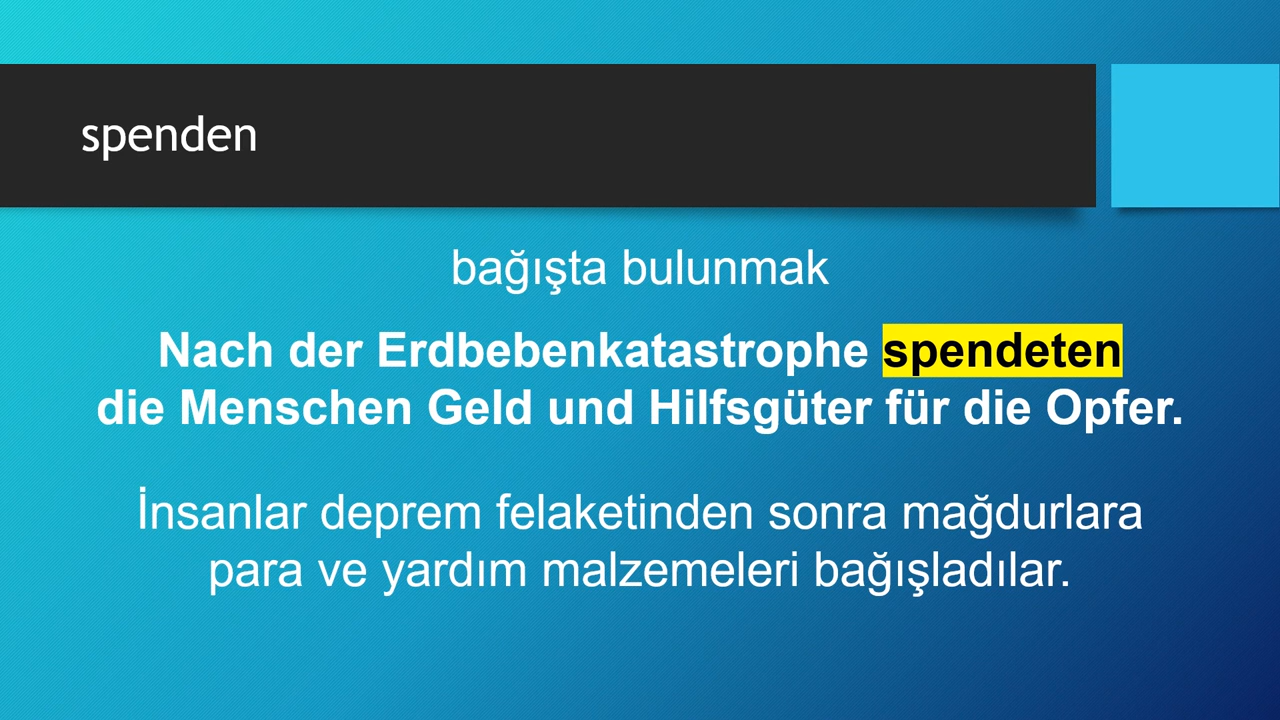 spenden
bağışta bulunmak
Nach der Erdbebenkatastrophe spendeten
die Menschen Geld und Hilfsgüter für die Opfer.
İnsanlar deprem felaketinden sonra mağdurlara
para ve yardım malzemeleri bağışladılar.